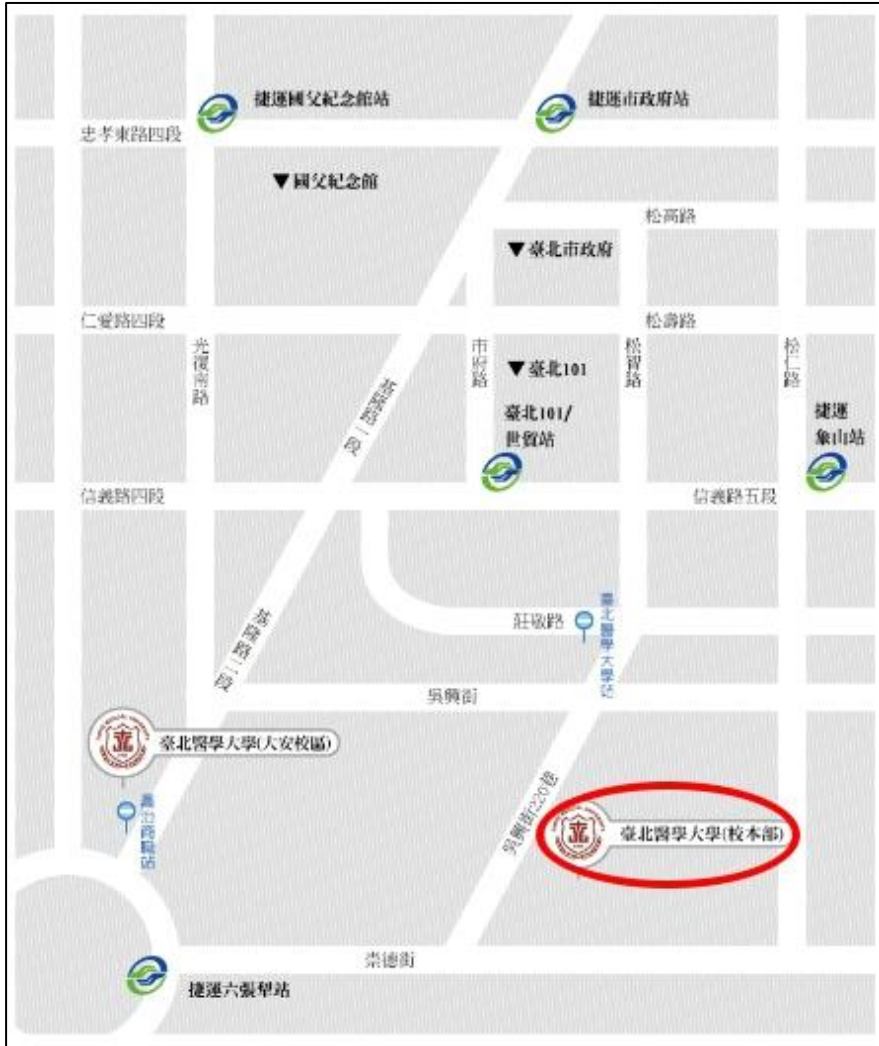 捷運國父紀念館站
捷運市政府站
忠孝東路四段
▼國父紀念館
松高路
▼臺北市政府
仁愛路四段
松壽路
光復南路
市府路
松智路
松仁路
▼臺北101
基隆路一段
臺北101/
世貿站
捷運
象山站
信義路四段
信義路五段
莊敬路
臺北醫學大學站
基隆路二段
吳興街
臺北醫學大學(大安校區)
喬治商職站
吳興街220巷
臺北醫學大學(校本部)
崇德街
捷運六張犁站